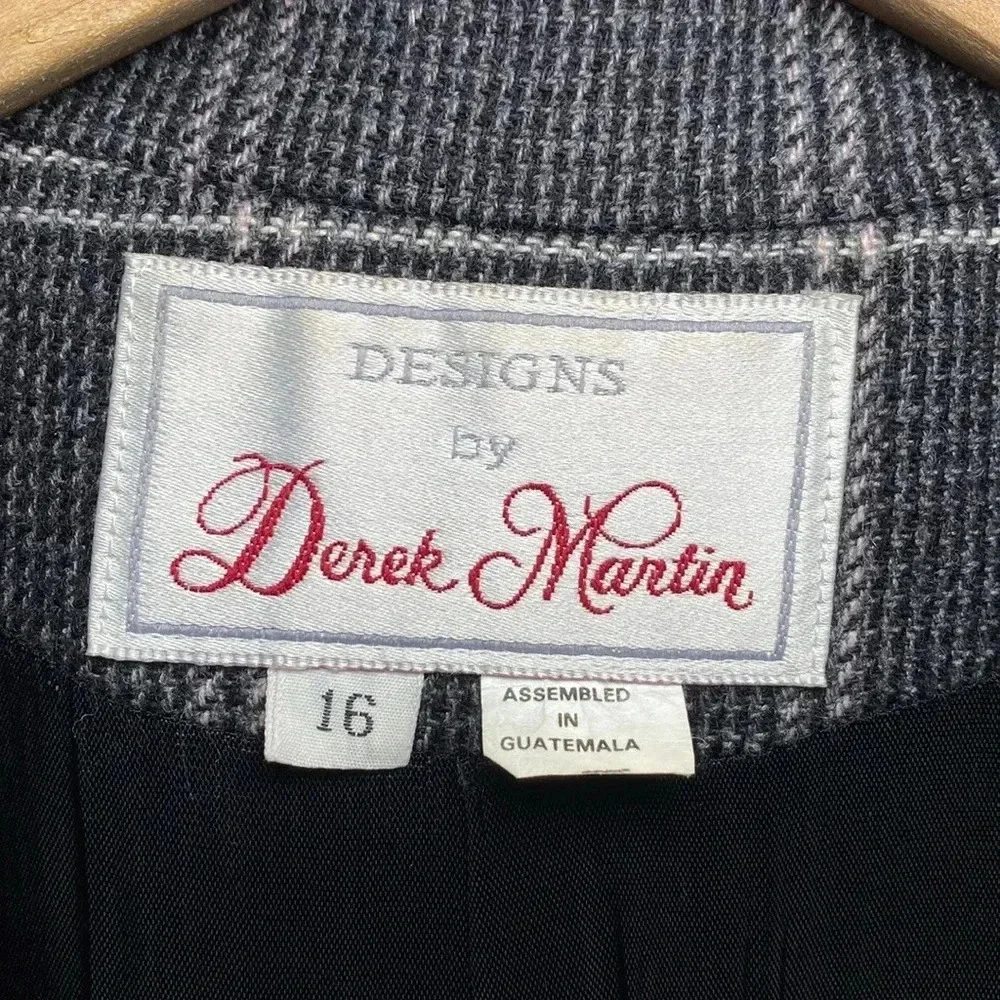 DESIGNS
by
Derek Martin
16
ASSEMBLED
IN
GUATEMALA